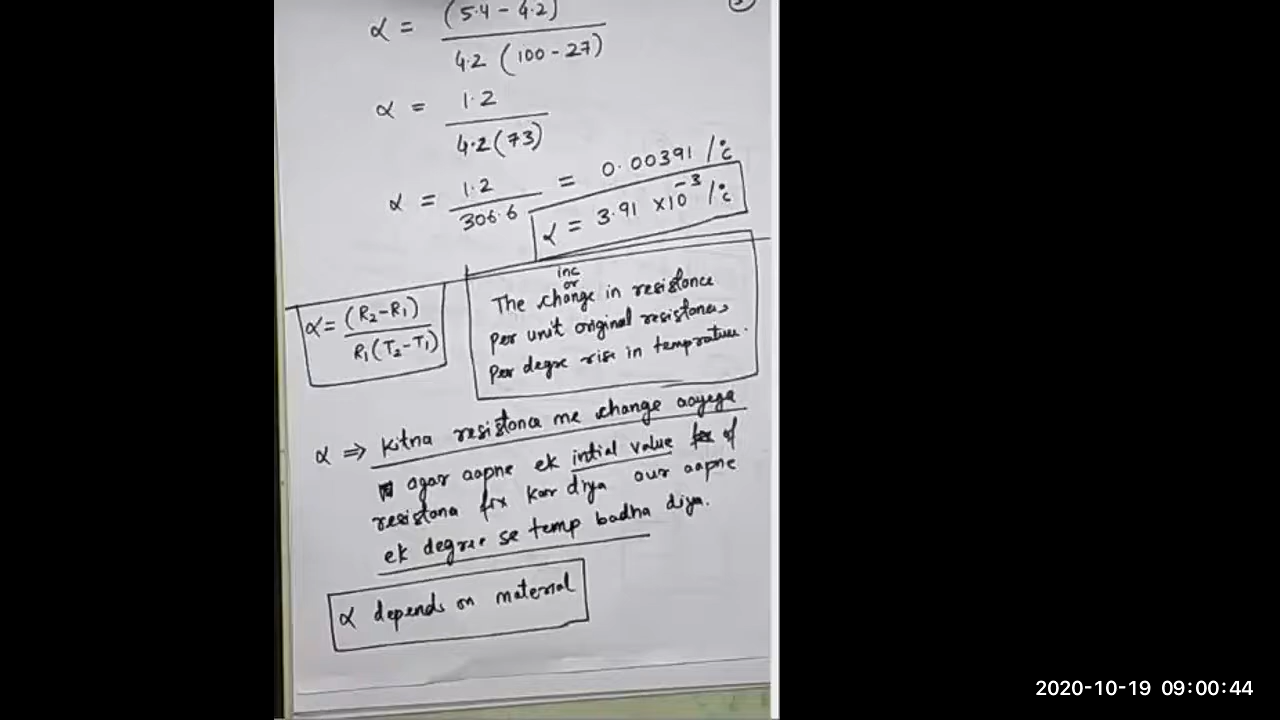 α = (5.4 - 4.2)
4.2 (100 - 27)
α = 1.2
4.2(73)
α = 1.2 = 0.00391 /°c
306.6
α = 3.91 x10⁻³ /°c
inc
or
The change in resistance
per unit original resistance,
per degre rise in temprature.
α = (R₂-R₁)
R₁(T₂-T₁)
α ⇒ kitna resistance me change aayega
agar aapne ek intial value of
resistana fix kar diya aur aapne
ek degree se temp badha diya.
α depends on material
2020-10-19 09:00:44